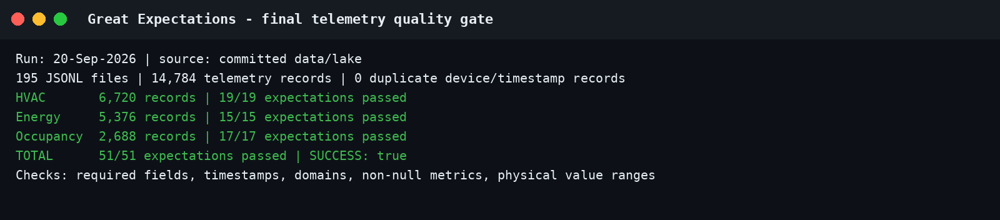 Great Expectations - final telemetry quality gate
Run: 20-Sep-2026 | source: committed data/lake
195 JSONL files | 14,784 telemetry records | 0 duplicate device/timestamp records
HVAC       6,720 records | 19/19 expectations passed
Energy     5,376 records | 15/15 expectations passed
Occupancy  2,688 records | 17/17 expectations passed
TOTAL      51/51 expectations passed | SUCCESS: true
Checks: required fields, timestamps, domains, non-null metrics, physical value ranges